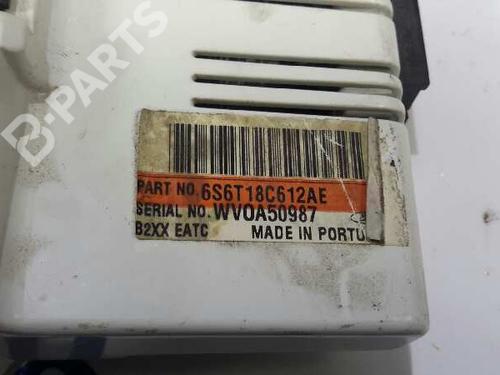 B-PARTS
PART NO. 6S6T18C612AE
SERIAL NO. WVOA50987
B2XX EATC MADE IN PORTU